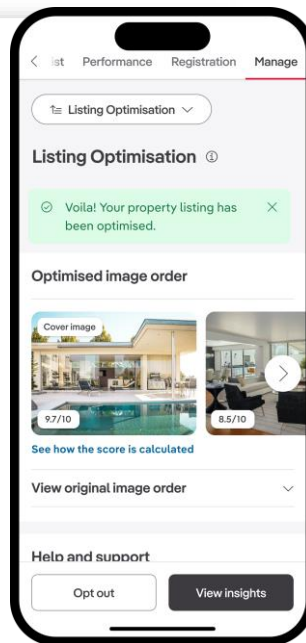 ist Performance Registration Manage
Listing Optimisation
Listing Optimisation
Voila! Your property listing has
been optimised.
Optimised image order
Cover image
9.7/10
8.5/10
See how the score is calculated
View original image order
Help and support
Opt out
View insights